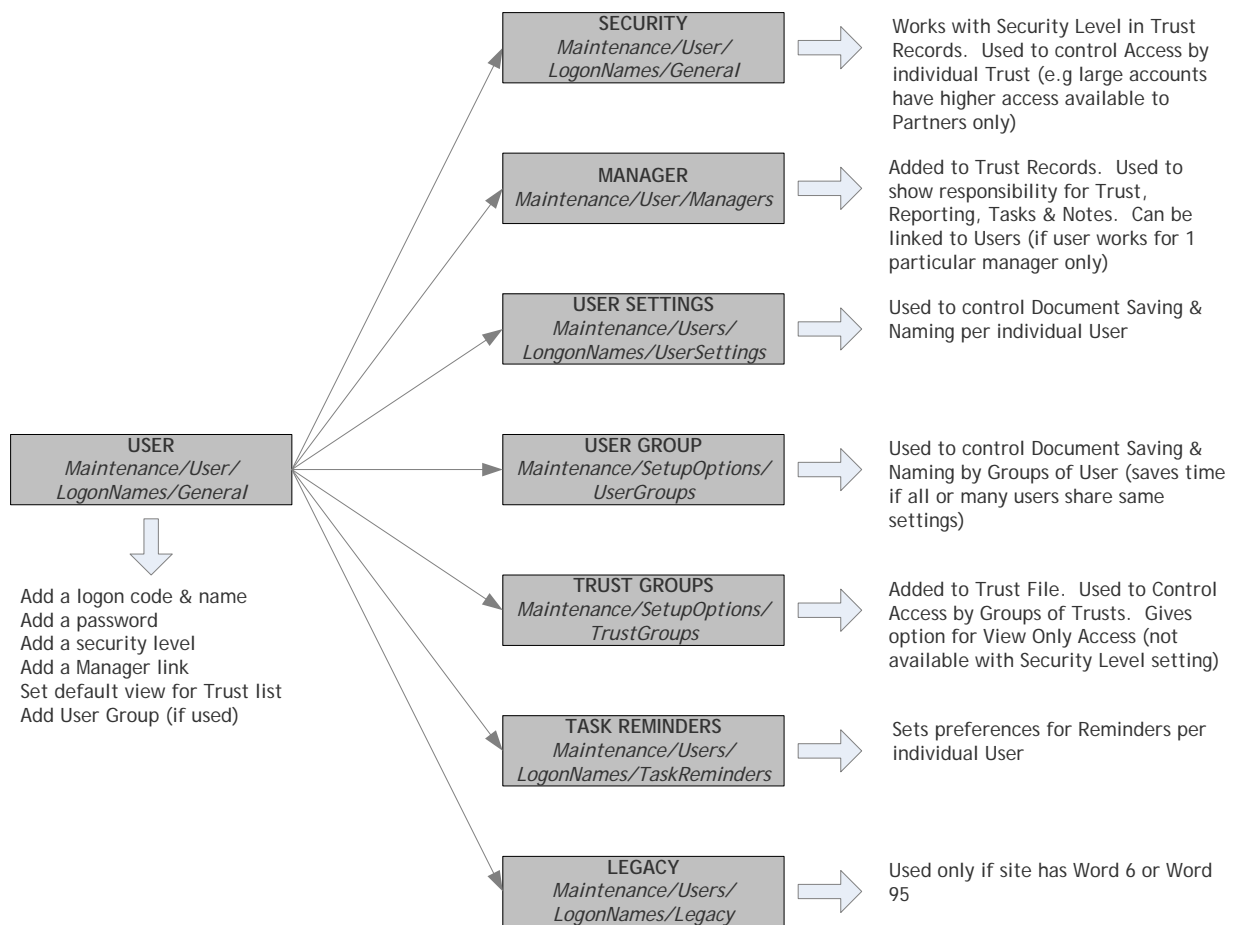 SECURITY
Maintenance/User/
LogonNames/General
Works with Security Level in Trust
Records. Used to control Access by
individual Trust (e.g large accounts
have higher access available to
Partners only)
MANAGER
Maintenance/User/Managers
Added to Trust Records. Used to
show responsibility for Trust,
Reporting, Tasks & Notes. Can be
linked to Users (if user works for 1
particular manager only)
USER SETTINGS
Maintenance/Users/
LongonNames/UserSettings
Used to control Document Saving &
Naming per individual User
USER
Maintenance/User/
LogonNames/General
Add a logon code & name
Add a password
Add a security level
Add a Manager link
Set default view for Trust list
Add User Group (if used)
USER GROUP
Maintenance/SetupOptions/
UserGroups
Used to control Document Saving &
Naming by Groups of User (saves time
if all or many users share same
settings)
TRUST GROUPS
Maintenance/SetupOptions/
TrustGroups
Added to Trust File. Used to Control
Access by Groups of Trusts. Gives
option for View Only Access (not
available with Security Level setting)
TASK REMINDERS
Maintenance/Users/
LogonNames/TaskReminders
Sets preferences for Reminders per
individual User
LEGACY
Maintenance/Users/
LogonNames/Legacy
Used only if site has Word 6 or Word
95